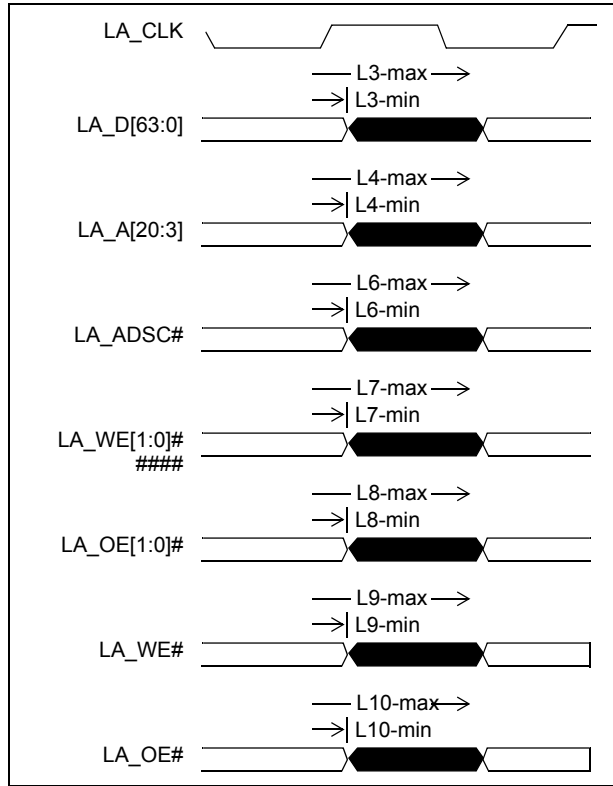 LA_CLK
L3-max
L3-min
LA_D[63:0]
L4-max
L4-min
LA_A[20:3]
L6-max
L6-min
LA_ADSC#
L7-max
L7-min
LA_WE[1:0]#
####
L8-max
L8-min
LA_OE[1:0]#
L9-max
L9-min
LA_WE#
L10-max
L10-min
LA_OE#